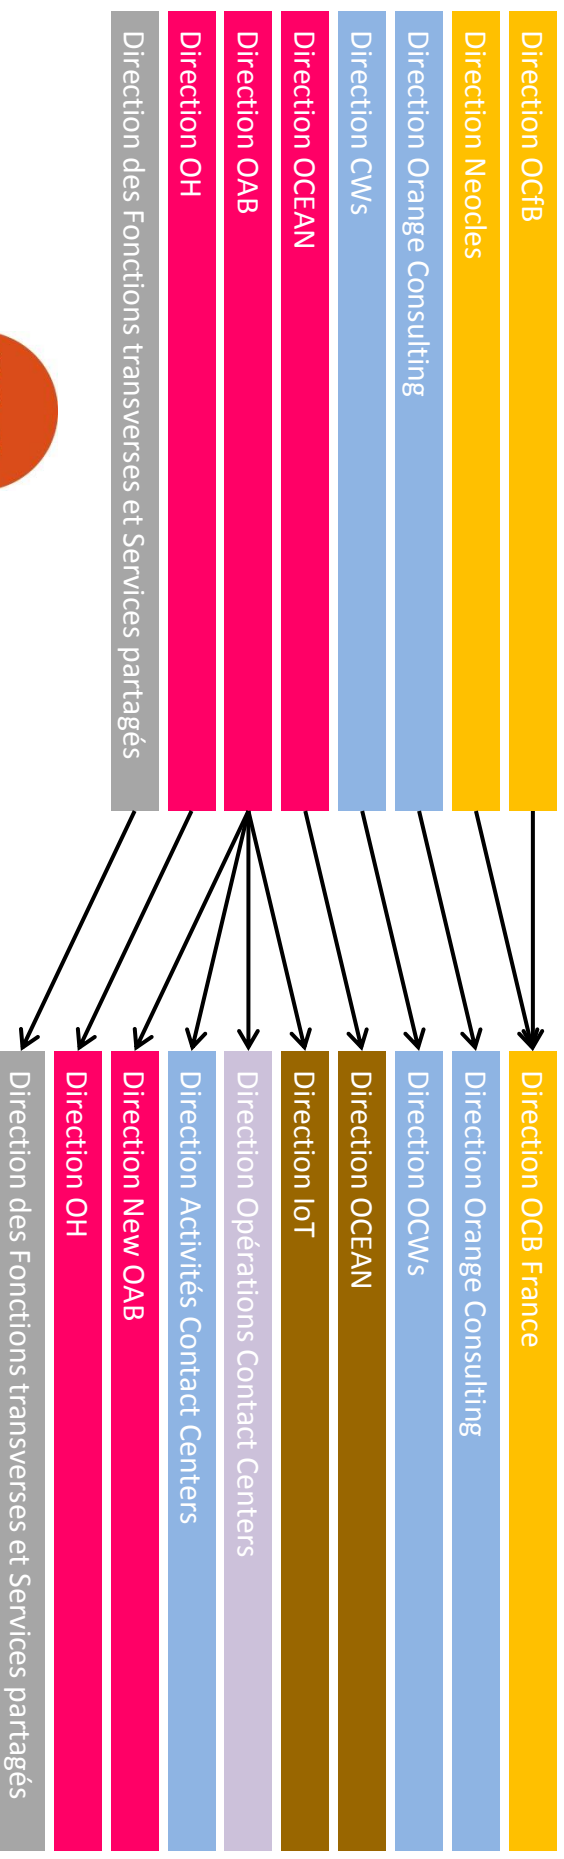 Direction OCfB
Direction Neocles
Direction Orange Consulting
Direction CWs
Direction OCEAN
Direction OAB
Direction OH
Direction des Fonctions transverses et Services partagés
Direction OCB France
Direction Orange Consulting
Direction OCWs
Direction OCEAN
Direction IoT
Direction Opérations Contact Centers
Direction Activités Contact Centers
Direction New OAB
Direction OH
Direction des Fonctions transverses et Services partagés